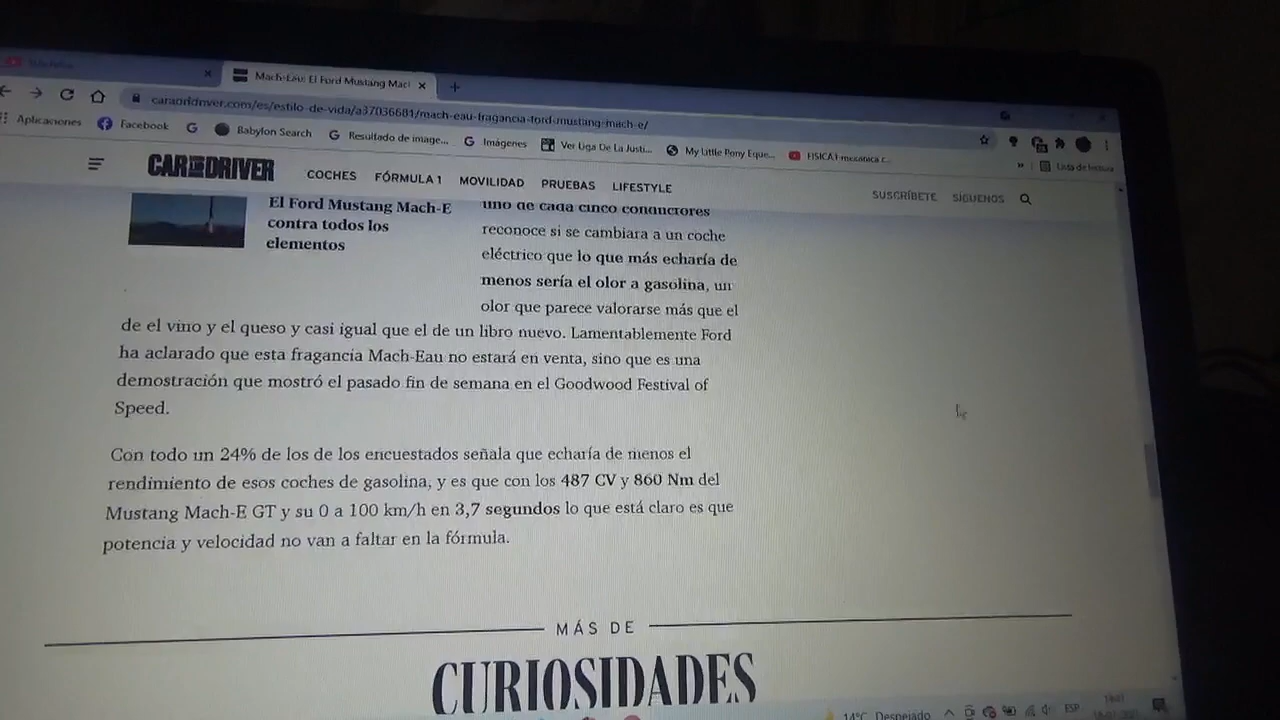 Mach-Eau: El Ford Mustang Macl
caranddriver.com/es/estilo-de-vida/a37036681/mach-eau-fragancia-ford-mustang-mach-e/
Aplicaciones
Facebook
Babylon Search
Resultado de image...
Imágenes
Ver Liga De La Justi...
My Little Pony Eque...
FISICA I mecánica c...
»
Lista de lectura
CAR AND DRIVER
COCHES
FÓRMULA 1
MOVILIDAD
PRUEBAS
LIFESTYLE
SUSCRÍBETE
SÍGUENOS
El Ford Mustang Mach-E
contra todos los
elementos
uno de cada cinco conductores
reconoce si se cambiara a un coche
eléctrico que lo que más echaría de
menos sería el olor a gasolina, un
olor que parece valorarse más que el
de el vino y el queso y casi igual que el de un libro nuevo. Lamentablemente Ford
ha aclarado que esta fragancia Mach-Eau no estará en venta, sino que es una
demostración que mostró el pasado fin de semana en el Goodwood Festival of
Speed.
Con todo un 24% de los de los encuestados señala que echaría de menos el
rendimiento de esos coches de gasolina, y es que con los 487 CV y 860 Nm del
Mustang Mach-E GT y su 0 a 100 km/h en 3,7 segundos lo que está claro es que
potencia y velocidad no van a faltar en la fórmula.
MÁS DE
CURIOSIDADES
14°C Despejado
ESP